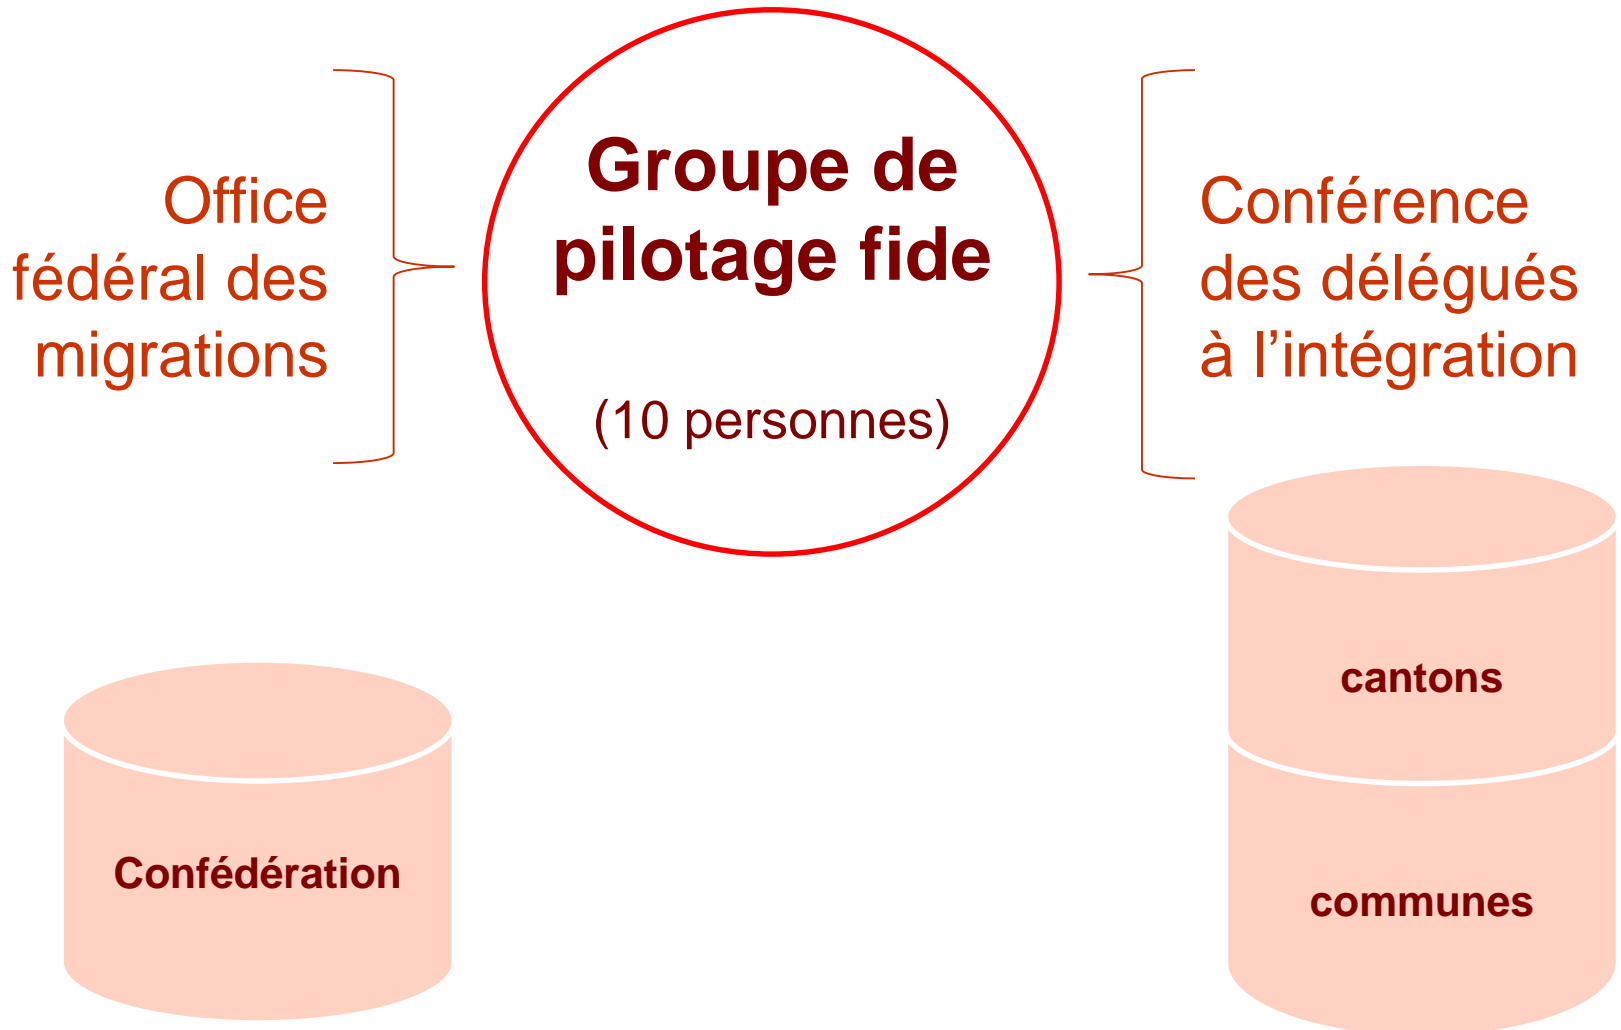 Office
fédéral des
migrations
Groupe de
pilotage fide
(10 personnes)
Conférence
des délégués
à l’intégration
Confédération
cantons
communes